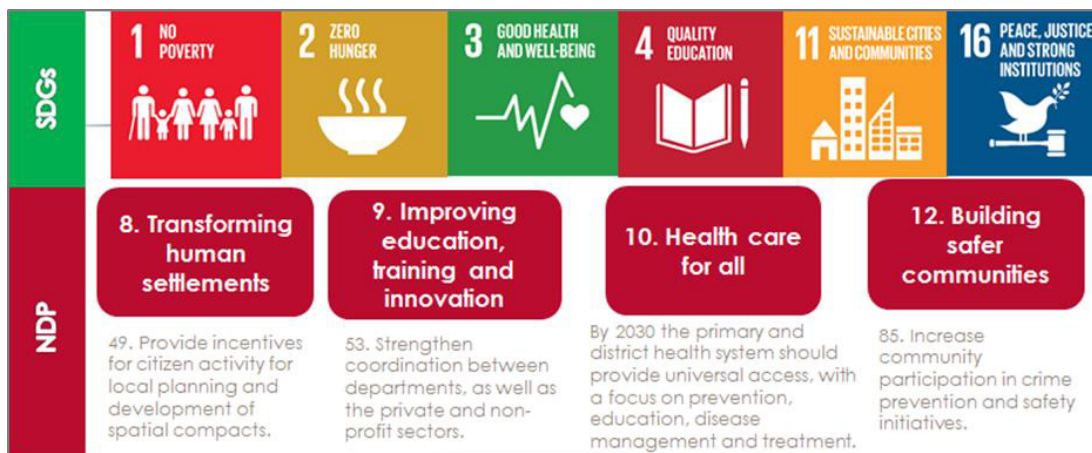 SDGs
1 NO
POVERTY
2 ZERO
HUNGER
3 GOOD HEALTH
AND WELL-BEING
4 QUALITY
EDUCATION
11 SUSTAINABLE CITIES
AND COMMUNITIES
16 PEACE, JUSTICE
AND STRONG
INSTITUTIONS
NDP
8. Transforming
human
settlements
49. Provide incentives
for citizen activity for
local planning and
development of
spatial compacts.
9. Improving
education,
training and
innovation
53. Strengthen
coordination between
departments, as well as
the private and non-
profit sectors.
10. Health care
for all
By 2030 the primary and
district health system should
provide universal access, with
a focus on prevention,
education, disease
management and treatment.
12. Building
safer
communities
85. Increase
community
participation in crime
prevention and safety
initiatives.